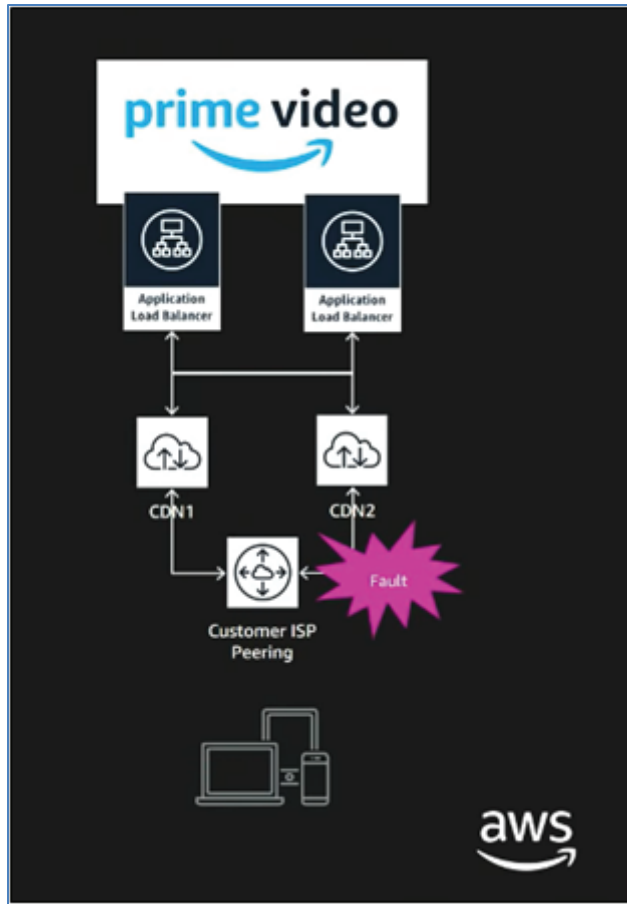 prime video
Application
Load Balancer
Application
Load Balancer
CDN1
CDN2
Fault
Customer ISP
Peering
aws